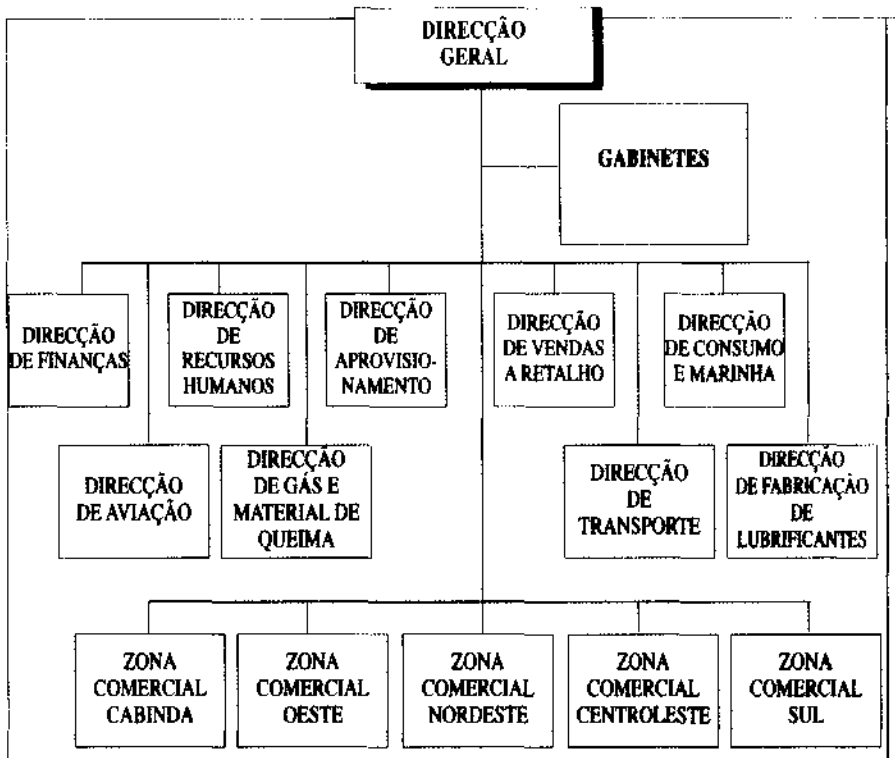 DIRECÇÃO
GERAL
GABINETES
DIRECÇÃO
DE FINANÇAS
DIRECÇÃO
DE
RECURSOS
HUMANOS
DIRECÇÃO
DE
APROVISIO-
NAMENTO
DIRECÇÃO
DE VENDAS
A RETALHO
DIRECÇÃO
DE CONSUMO
E MARINHA
DIRECÇÃO
DE AVIAÇÃO
DIRECÇÃO
DE GÁS E
MATERIAL DE
QUEIMA
DIRECÇÃO
DE
TRANSPORTE
DIRECÇÃO
DE FABRICAÇÃO
DE
LUBRIFICANTES
ZONA
COMERCIAL
CABINDA
ZONA
COMERCIAL
OESTE
ZONA
COMERCIAL
NORDESTE
ZONA
COMERCIAL
CENTROLESTE
ZONA
COMERCIAL
SUL